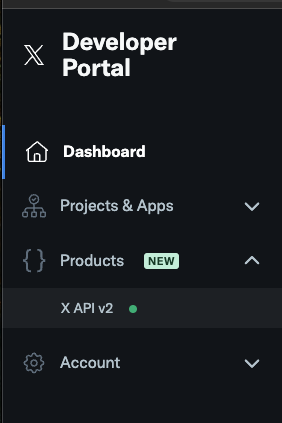 Developer
Portal
Dashboard
Projects & Apps
Products NEW
X API v2
Account